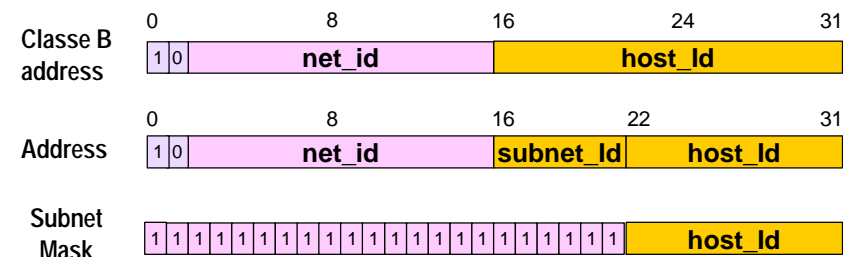 0 8 16 24 31
Classe B
address
1 0 net_id host_Id
0 8 16 22 31
Address 1 0 net_id subnet_Id host_Id
Subnet
Mask
1 1 1 1 1 1 1 1 1 1 1 1 1 1 1 1 1 1 1 1 1 1 host_Id